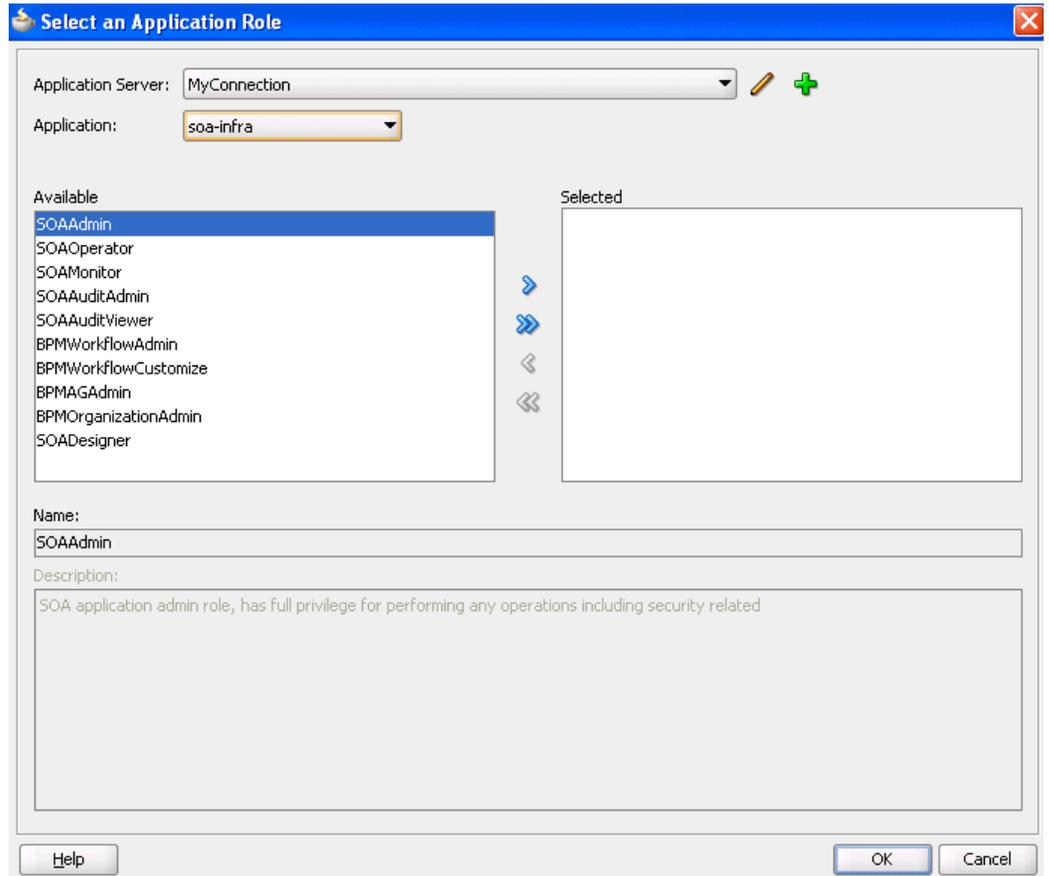 Select an Application Role
Application Server: MyConnection
Application: soa-infra
Available
SOAAdmin
SOAOperator
SOAMonitor
SOAAuditAdmin
SOAAuditViewer
BPMWorkflowAdmin
BPMWorkflowCustomize
BPMAGAdmin
BPMOrganizationAdmin
SOADesigner
Selected
Name:
SOAAdmin
Description:
SOA application admin role, has full privilege for performing any operations including security related
Help OK Cancel